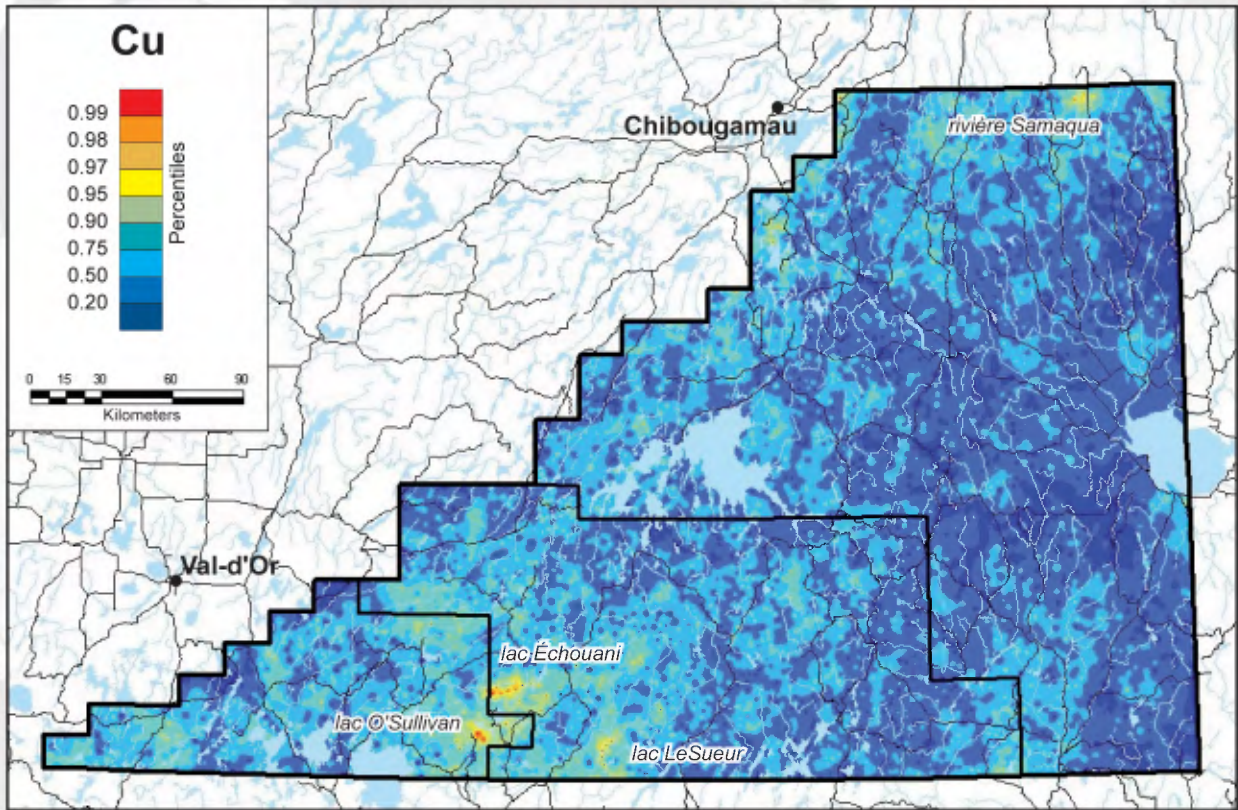 Cu
0.99
0.98
0.97
0.95
0.90
0.75
0.50
0.20
Percentiles
0 15 30 60 90
Kilometers
Chibougamau
rivière Samaqua
Val-d'Or
lac Échouani
lac O'Sullivan
lac LeSueur